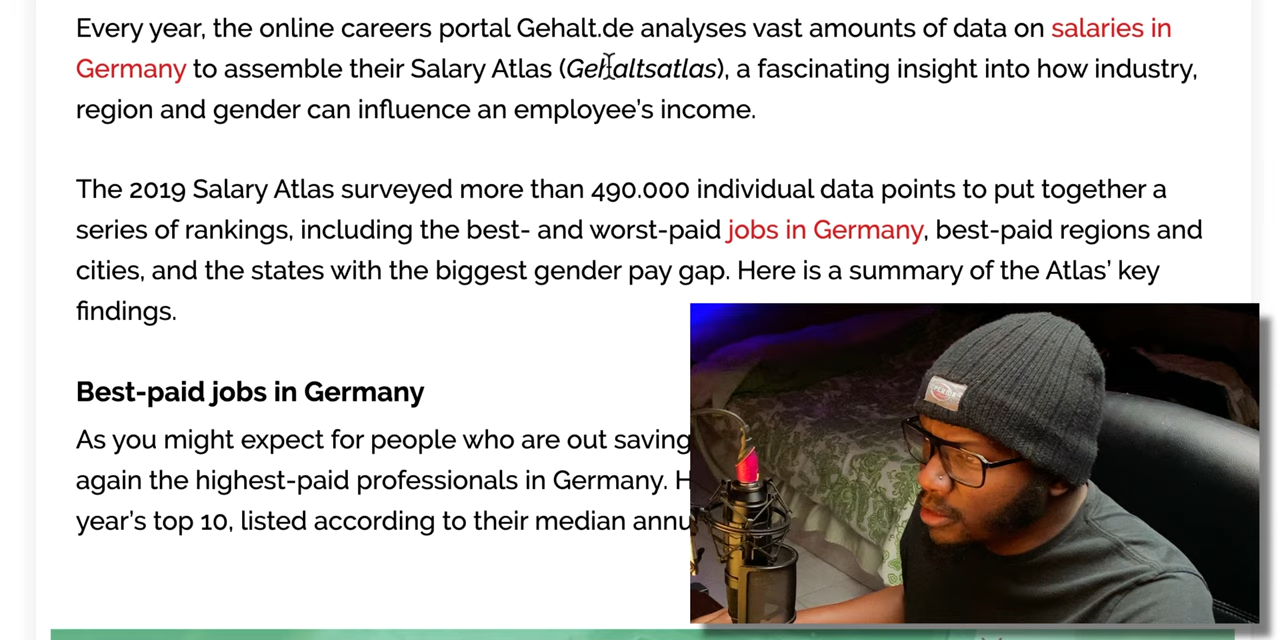 Every year, the online careers portal Gehalt.de analyses vast amounts of data on salaries in
Germany to assemble their Salary Atlas (Gehaltsatlas), a fascinating insight into how industry,
region and gender can influence an employee's income.
The 2019 Salary Atlas surveyed more than 490.000 individual data points to put together a
series of rankings, including the best- and worst-paid jobs in Germany, best-paid regions and
cities, and the states with the biggest gender pay gap. Here is a summary of the Atlas' key
findings.
Best-paid jobs in Germany
As you might expect for people who are out saving
again the highest-paid professionals in Germany. H
year's top 10, listed according to their median annu